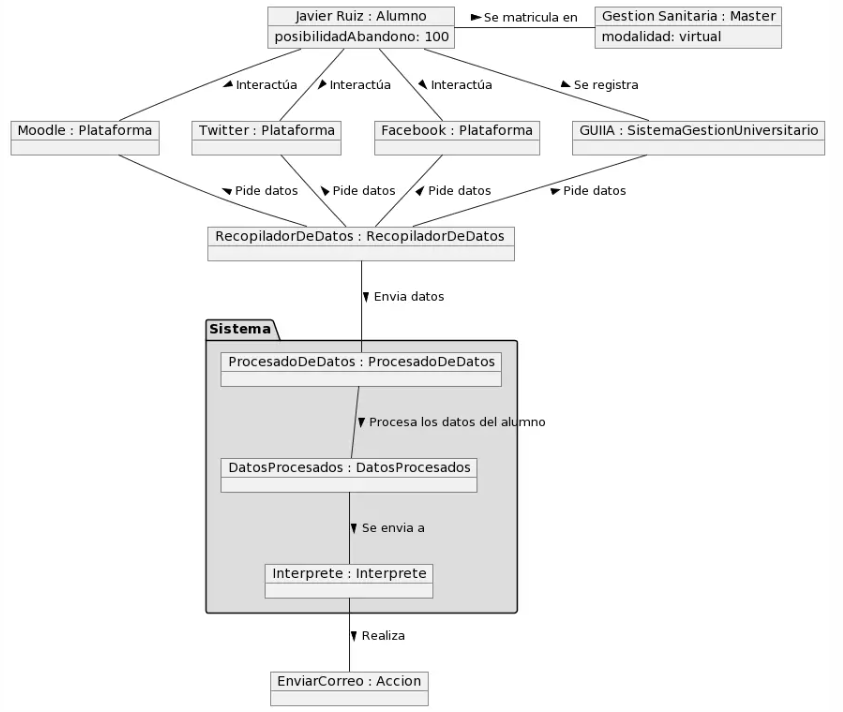 Javier Ruiz : Alumno
posibilidadAbandono: 100
Se matricula en
Gestion Sanitaria : Master
modalidad: virtual
Interactúa
Interactúa
Interactúa
Se registra
Moodle : Plataforma
Twitter : Plataforma
Facebook : Plataforma
GUIIA : SistemaGestionUniversitario
Pide datos
Pide datos
Pide datos
Pide datos
RecopiladorDeDatos : RecopiladorDeDatos
Envia datos
Sistema
ProcesadoDeDatos : ProcesadoDeDatos
Procesa los datos del alumno
DatosProcesados : DatosProcesados
Se envia a
Interprete : Interprete
Realiza
EnviarCorreo : Accion